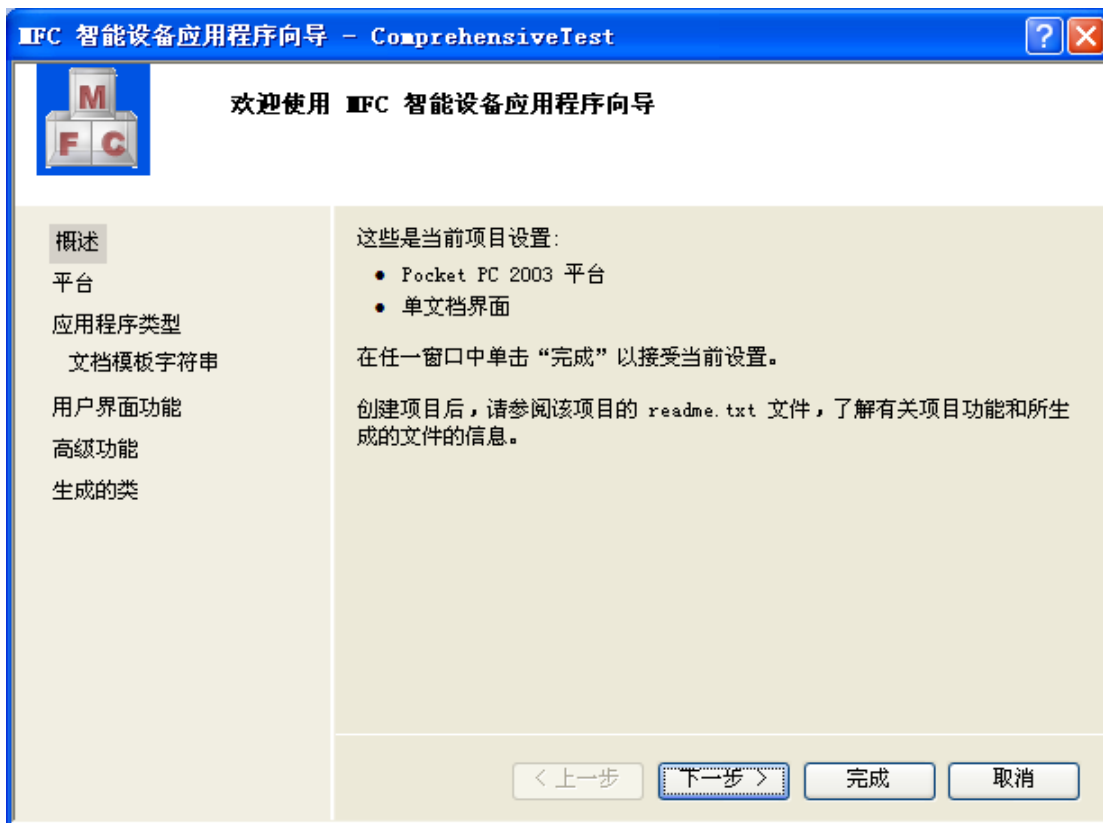 MFC 智能设备应用程序向导 - ComprehensiveTest
?
M
F C
欢迎使用 MFC 智能设备应用程序向导
概述
平台
应用程序类型
文档模板字符串
用户界面功能
高级功能
生成的类
这些是当前项目设置:
• Pocket PC 2003 平台
• 单文档界面
在任一窗口中单击“完成”以接受当前设置。
创建项目后，请参阅该项目的 readme.txt 文件，了解有关项目功能和所生
成的文件的信息。
< 上一步
下一步 >
完成
取消